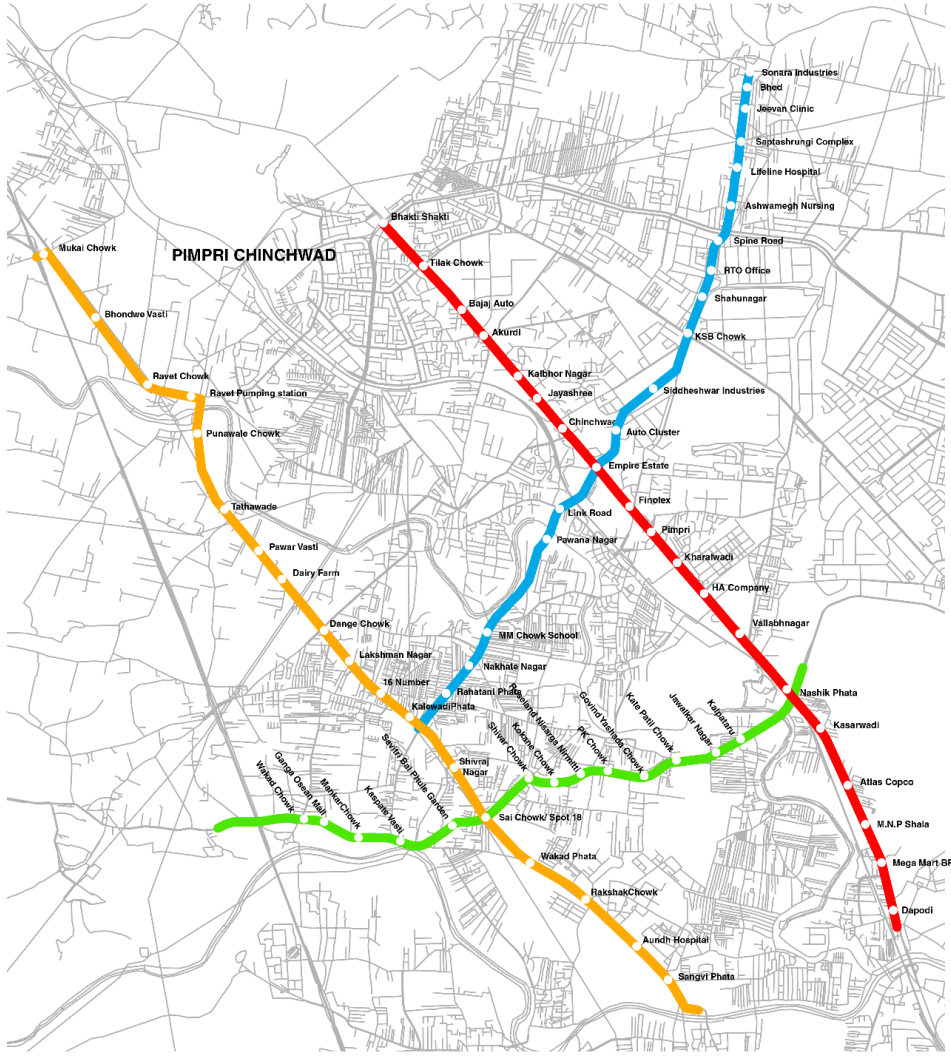 Sonara Industries
Bhed
Jeevan Clinic
Saptashrungi Complex
Lifeline Hospital
Ashwamegh Nursing
Bhakti Shakti
Spine Road
Mukai Chowk
PIMPRI CHINCHWAD
Tilak Chowk
RTO Office
Shahunagar
Bajaj Auto
Bhondwe Vasti
Akurdi
KSB Chowk
Ravet Chowk
Kalbhor Nagar
Ravet Pumping station
Jayashree
Siddheshwar Industries
Chinchwad
Auto Cluster
Punawale Chowk
Empire Estate
Finolex
Tathawade
Link Road
Pimpri
Pawana Nagar
Pawar Vasti
Kharalwadi
Dairy Farm
HA Company
Dange Chowk
MM Chowk School
Vallabhnagar
Lakshman Nagar
Nakhate Nagar
16 Number
Rahatani Phata
Nashik Phata
KalewadiPhata
Kasarwadi
Roseland Nisarga Nirmitti
Govind Yashada Chowk
Kate Patil Chowk
Jawalkar Nagar
Kalpataru
PK Chowk
Kokane Chowk
Shivar Chowk
Savitri Bai Phule Garden
Shivraj
Nagar
Atlas Copco
Ganga Osean Mall
Wakad Chowk
MankarChowk
Kaspate Vasti
Sai Chowk/ Spot 18
M.N.P Shala
Wakad Phata
Mega Mart BR
RakshakChowk
Dapodi
Aundh Hospital
Sangvi Phata